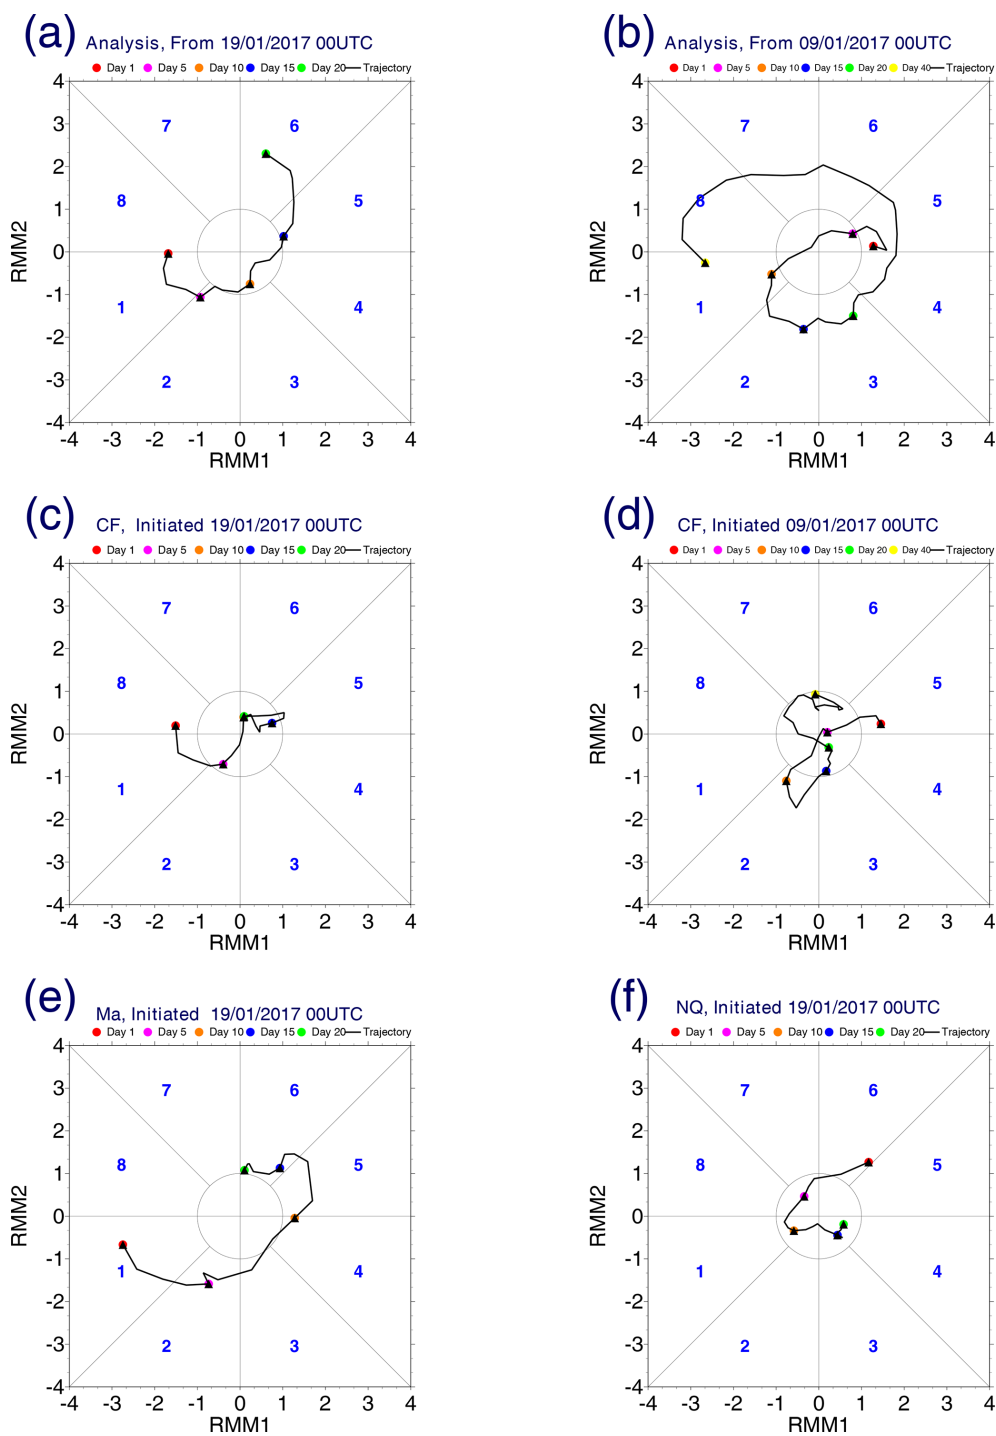 (a) Analysis, From 19/01/2017 00UTC
Day 1 Day 5 Day 10 Day 15 Day 20 Trajectory
4
3
2
1
0
-1
-2
-3
-4
RMM2
7 6
8 5
1 4
2 3
-4 -3 -2 -1 0 1 2 3 4
RMM1
(b) Analysis, From 09/01/2017 00UTC
Day 1 Day 5 Day 10 Day 15 Day 20 Day 40 Trajectory
4
3
2
1
0
-1
-2
-3
-4
RMM2
7 6
8 5
1 4
2 3
-4 -3 -2 -1 0 1 2 3 4
RMM1
(c) CF, Initiated 19/01/2017 00UTC
Day 1 Day 5 Day 10 Day 15 Day 20 Trajectory
4
3
2
1
0
-1
-2
-3
-4
RMM2
7 6
8 5
1 4
2 3
-4 -3 -2 -1 0 1 2 3 4
RMM1
(d) CF, Initiated 09/01/2017 00UTC
Day 1 Day 5 Day 10 Day 15 Day 20 Day 40 Trajectory
4
3
2
1
0
-1
-2
-3
-4
RMM2
7 6
8 5
1 4
2 3
-4 -3 -2 -1 0 1 2 3 4
RMM1
(e) Ma, Initiated 19/01/2017 00UTC
Day 1 Day 5 Day 10 Day 15 Day 20 Trajectory
4
3
2
1
0
-1
-2
-3
-4
RMM2
7 6
8 5
1 4
2 3
-4 -3 -2 -1 0 1 2 3 4
RMM1
(f) NQ, Initiated 19/01/2017 00UTC
Day 1 Day 5 Day 10 Day 15 Day 20 Trajectory
4
3
2
1
0
-1
-2
-3
-4
RMM2
7 6
8 5
1 4
2 3
-4 -3 -2 -1 0 1 2 3 4
RMM1